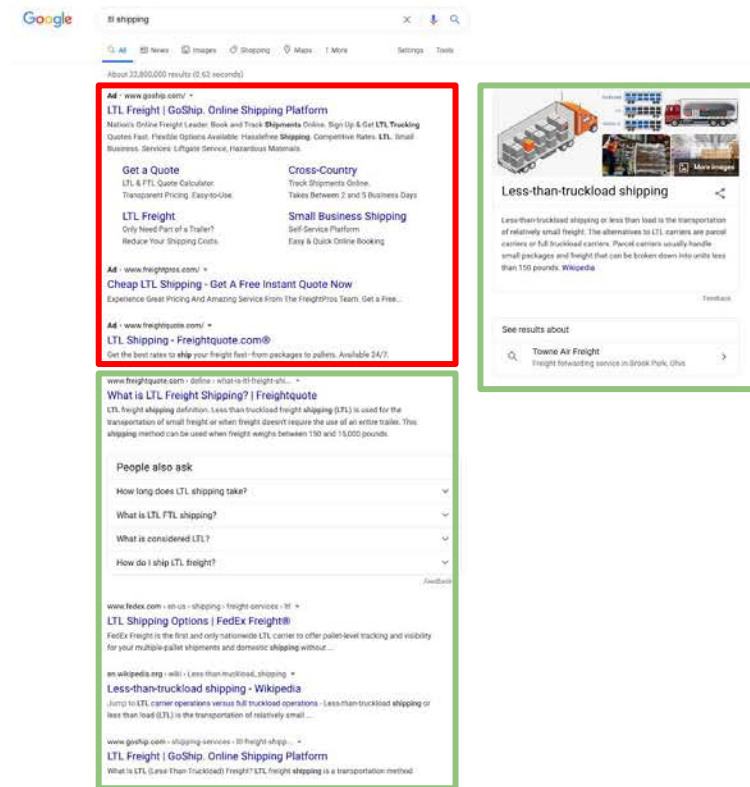 Google
ltl shipping
All News Images Shopping Maps More Settings Tools
About 22,800,000 results (0.62 seconds)
Ad · www.goship.com/
LTL Freight | GoShip. Online Shipping Platform
Nation's Online Freight Leader. Book and Track Shipments Online. Sign Up & Get LTL Trucking
Quotes Fast. Flexible Options Available. Hasslefree Shipping. Competitive Rates. LTL. Small
Business. Services: Liftgate Service, Hazardous Materials.
Get a Quote
LTL & FTL Quote Calculator.
Transparent Pricing. Easy-to-Use.
Cross-Country
Track Shipments Online.
Takes Between 2 and 5 Business Days
LTL Freight
Only Need Part of a Trailer?
Reduce Your Shipping Costs.
Small Business Shipping
Self-Service Platform
Easy & Quick Online Booking
Ad · www.freightpros.com/
Cheap LTL Shipping - Get A Free Instant Quote Now
Experience Great Pricing And Amazing Service From The FreightPros Team. Get a Free...
Ad · www.freightquote.com/
LTL Shipping - Freightquote.com®
Get the best rates to ship your freight fast–from packages to pallets. Available 24/7.
www.freightquote.com › define › what-is-ltl-freight-shi...
What is LTL Freight Shipping? | Freightquote
LTL freight shipping definition. Less than truckload freight shipping (LTL) is used for the
transportation of small freight or when freight doesn't require the use of an entire trailer. This
shipping method can be used when freight weighs between 150 and 15,000 pounds.
People also ask
How long does LTL shipping take?
What is LTL FTL shipping?
What is considered LTL?
How do I ship LTL freight?
Feedback
www.fedex.com › en-us › shipping › freight-services › ltl
LTL Shipping Options | FedEx Freight®
FedEx Freight is the first and only nationwide LTL carrier to offer pallet-level tracking and visibility
for your multiple-pallet shipments and domestic shipping without ...
en.wikipedia.org › wiki › Less-than-truckload_shipping
Less-than-truckload shipping - Wikipedia
Jump to LTL carrier operations versus full truckload operations - Less-than-truckload shipping or
less than load (LTL) is the transportation of relatively small ...
www.goship.com › shipping-services › ltl-freight-shipp...
LTL Freight | GoShip. Online Shipping Platform
What is LTL (Less-Than-Truckload) Freight? LTL freight shipping is a transportation method
More images
Less-than-truckload shipping
Less-than-truckload shipping or less than load is the transportation
of relatively small freight. The alternatives to LTL carriers are parcel
carriers or full truckload carriers. Parcel carriers usually handle
small packages and freight that can be broken down into units less
than 150 pounds. Wikipedia
Feedback
See results about
Towne Air Freight
Freight forwarding service in Brook Park, Ohio